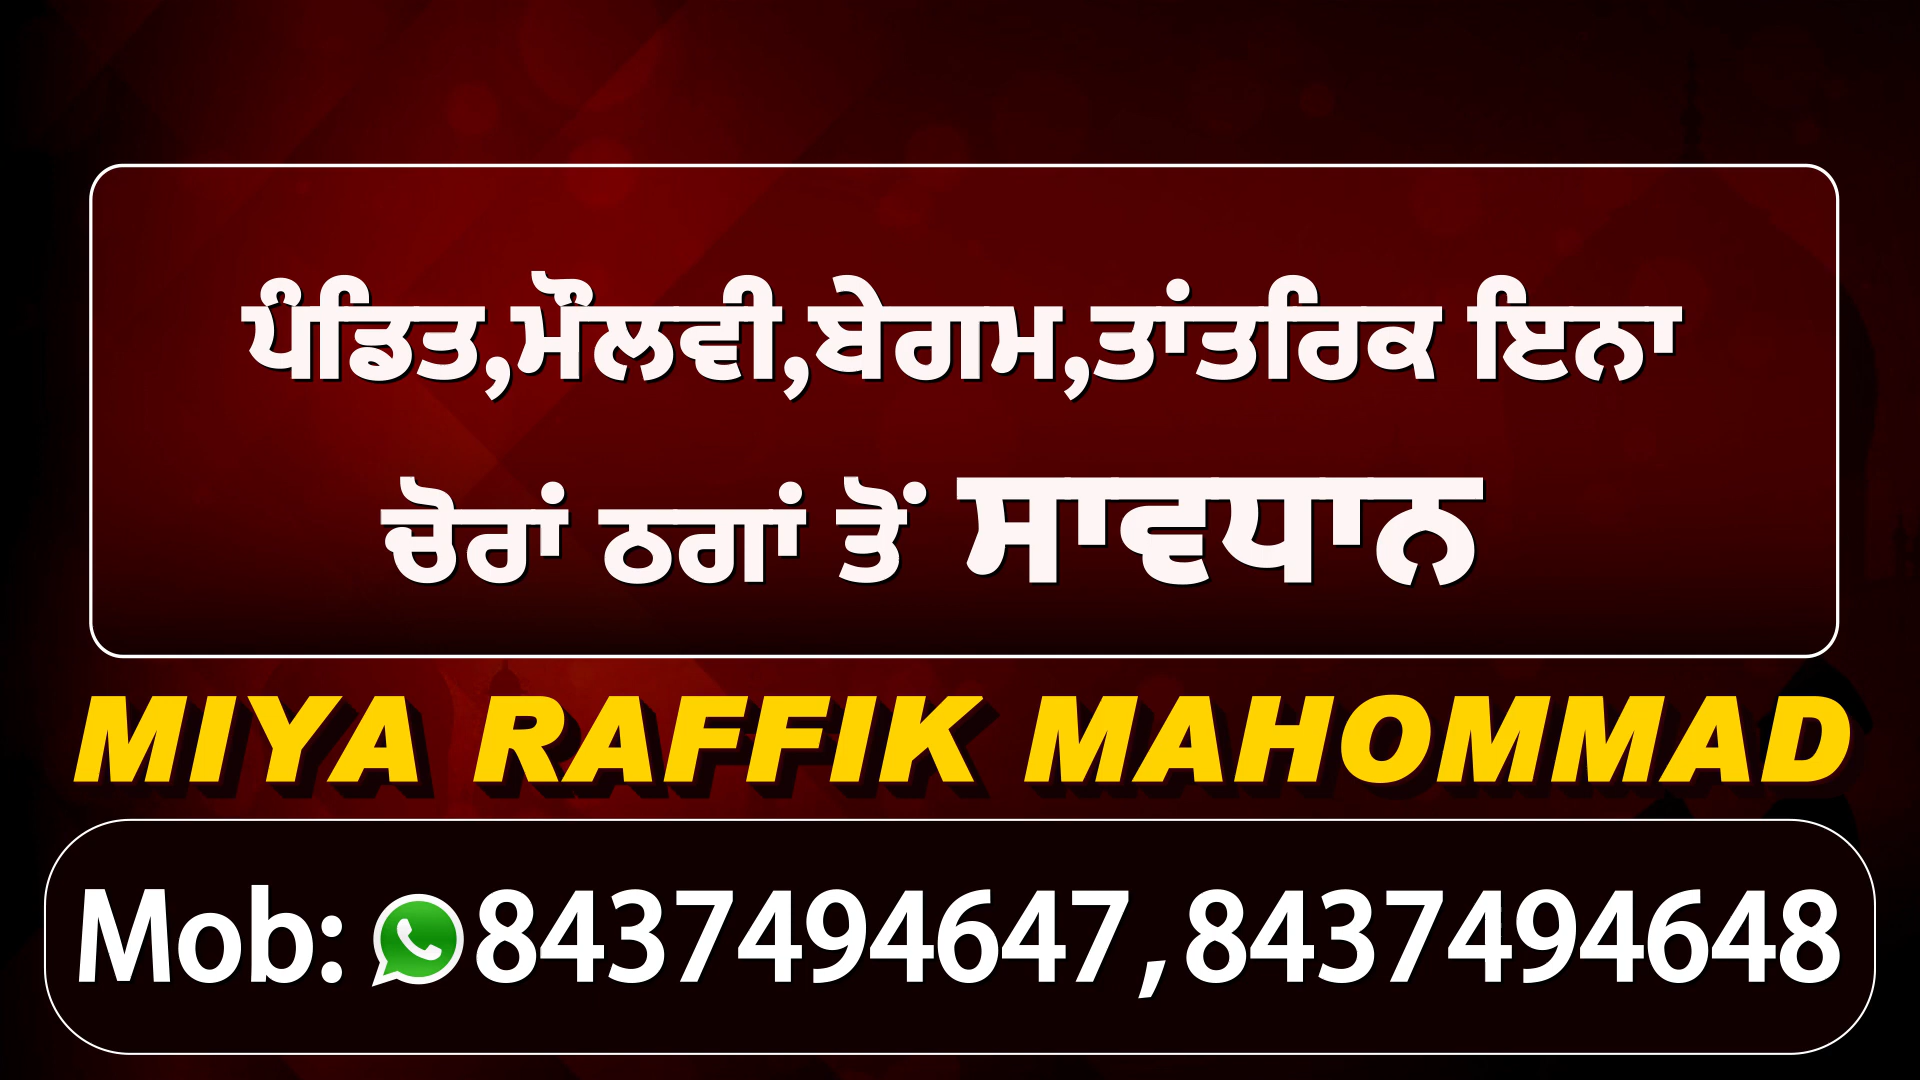 ਪੰਡਿਤ,ਮੌਲਵੀ,ਬੇਗਮ,ਤਾਂਤਰਿਕ ਇਨਾ
ਚੋਰਾਂ ਠਗਾਂ ਤੋਂ ਸਾਵਧਾਨ
MIYA RAFFIK MAHOMMAD
Mob: 8437494647, 8437494648